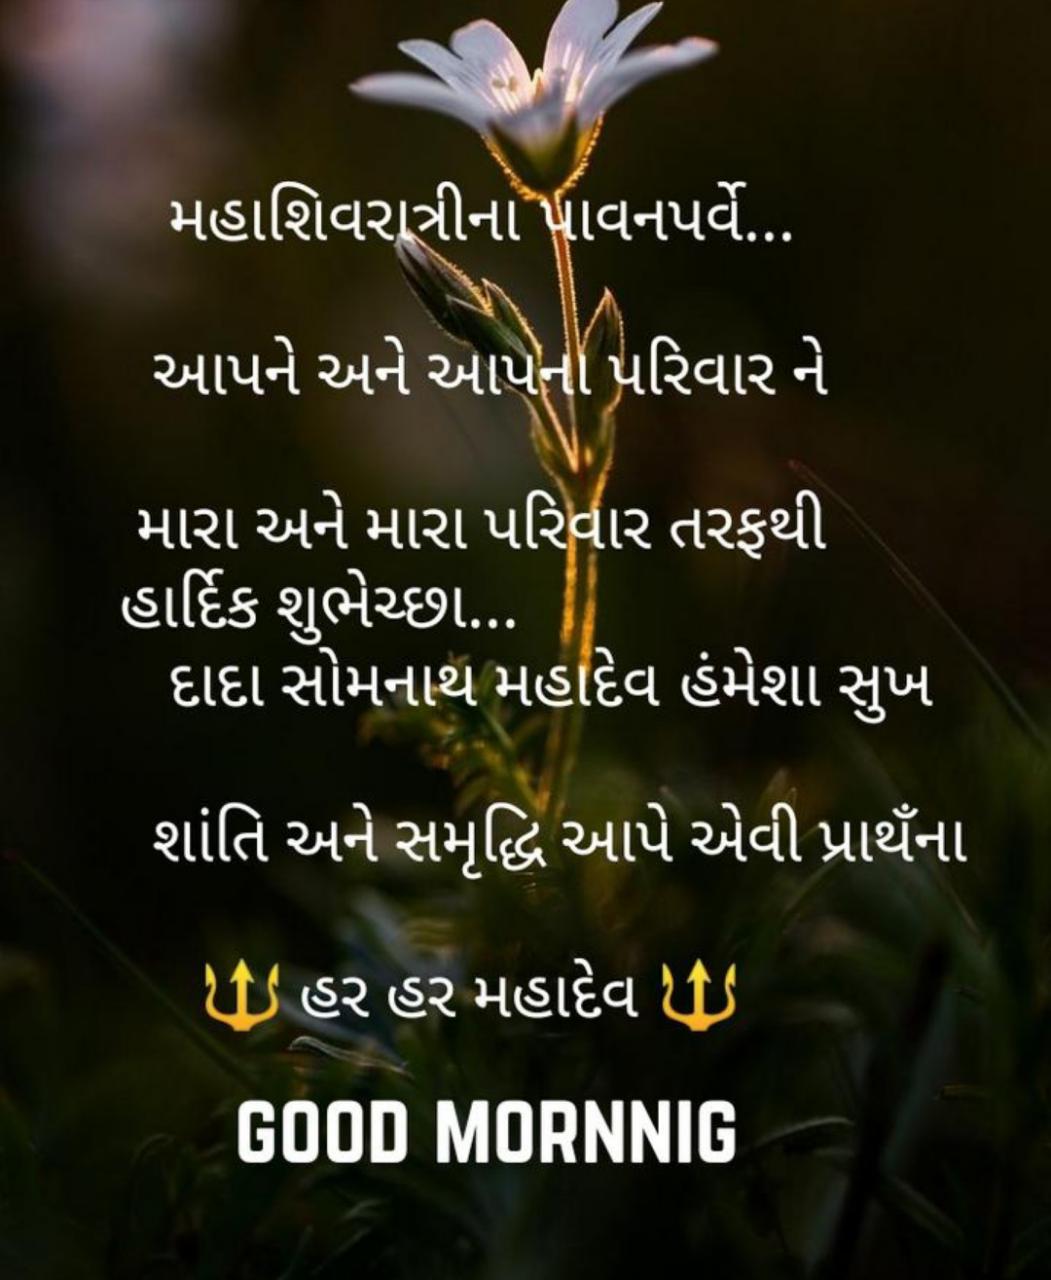 મહાશિવરાત્રીના પાવનપર્વે...
આપને અને આપના પરિવાર ને
મારા અને મારા પરિવાર તરફથી
હાર્દિક શુભેચ્છા...
દાદા સોમનાથ મહાદેવ હંમેશા સુખ
શાંતિ અને સમૃદ્ધિ આપે એવી પ્રાથઁના
🔱 હર હર મહાદેવ 🔱
GOOD MORNNIG